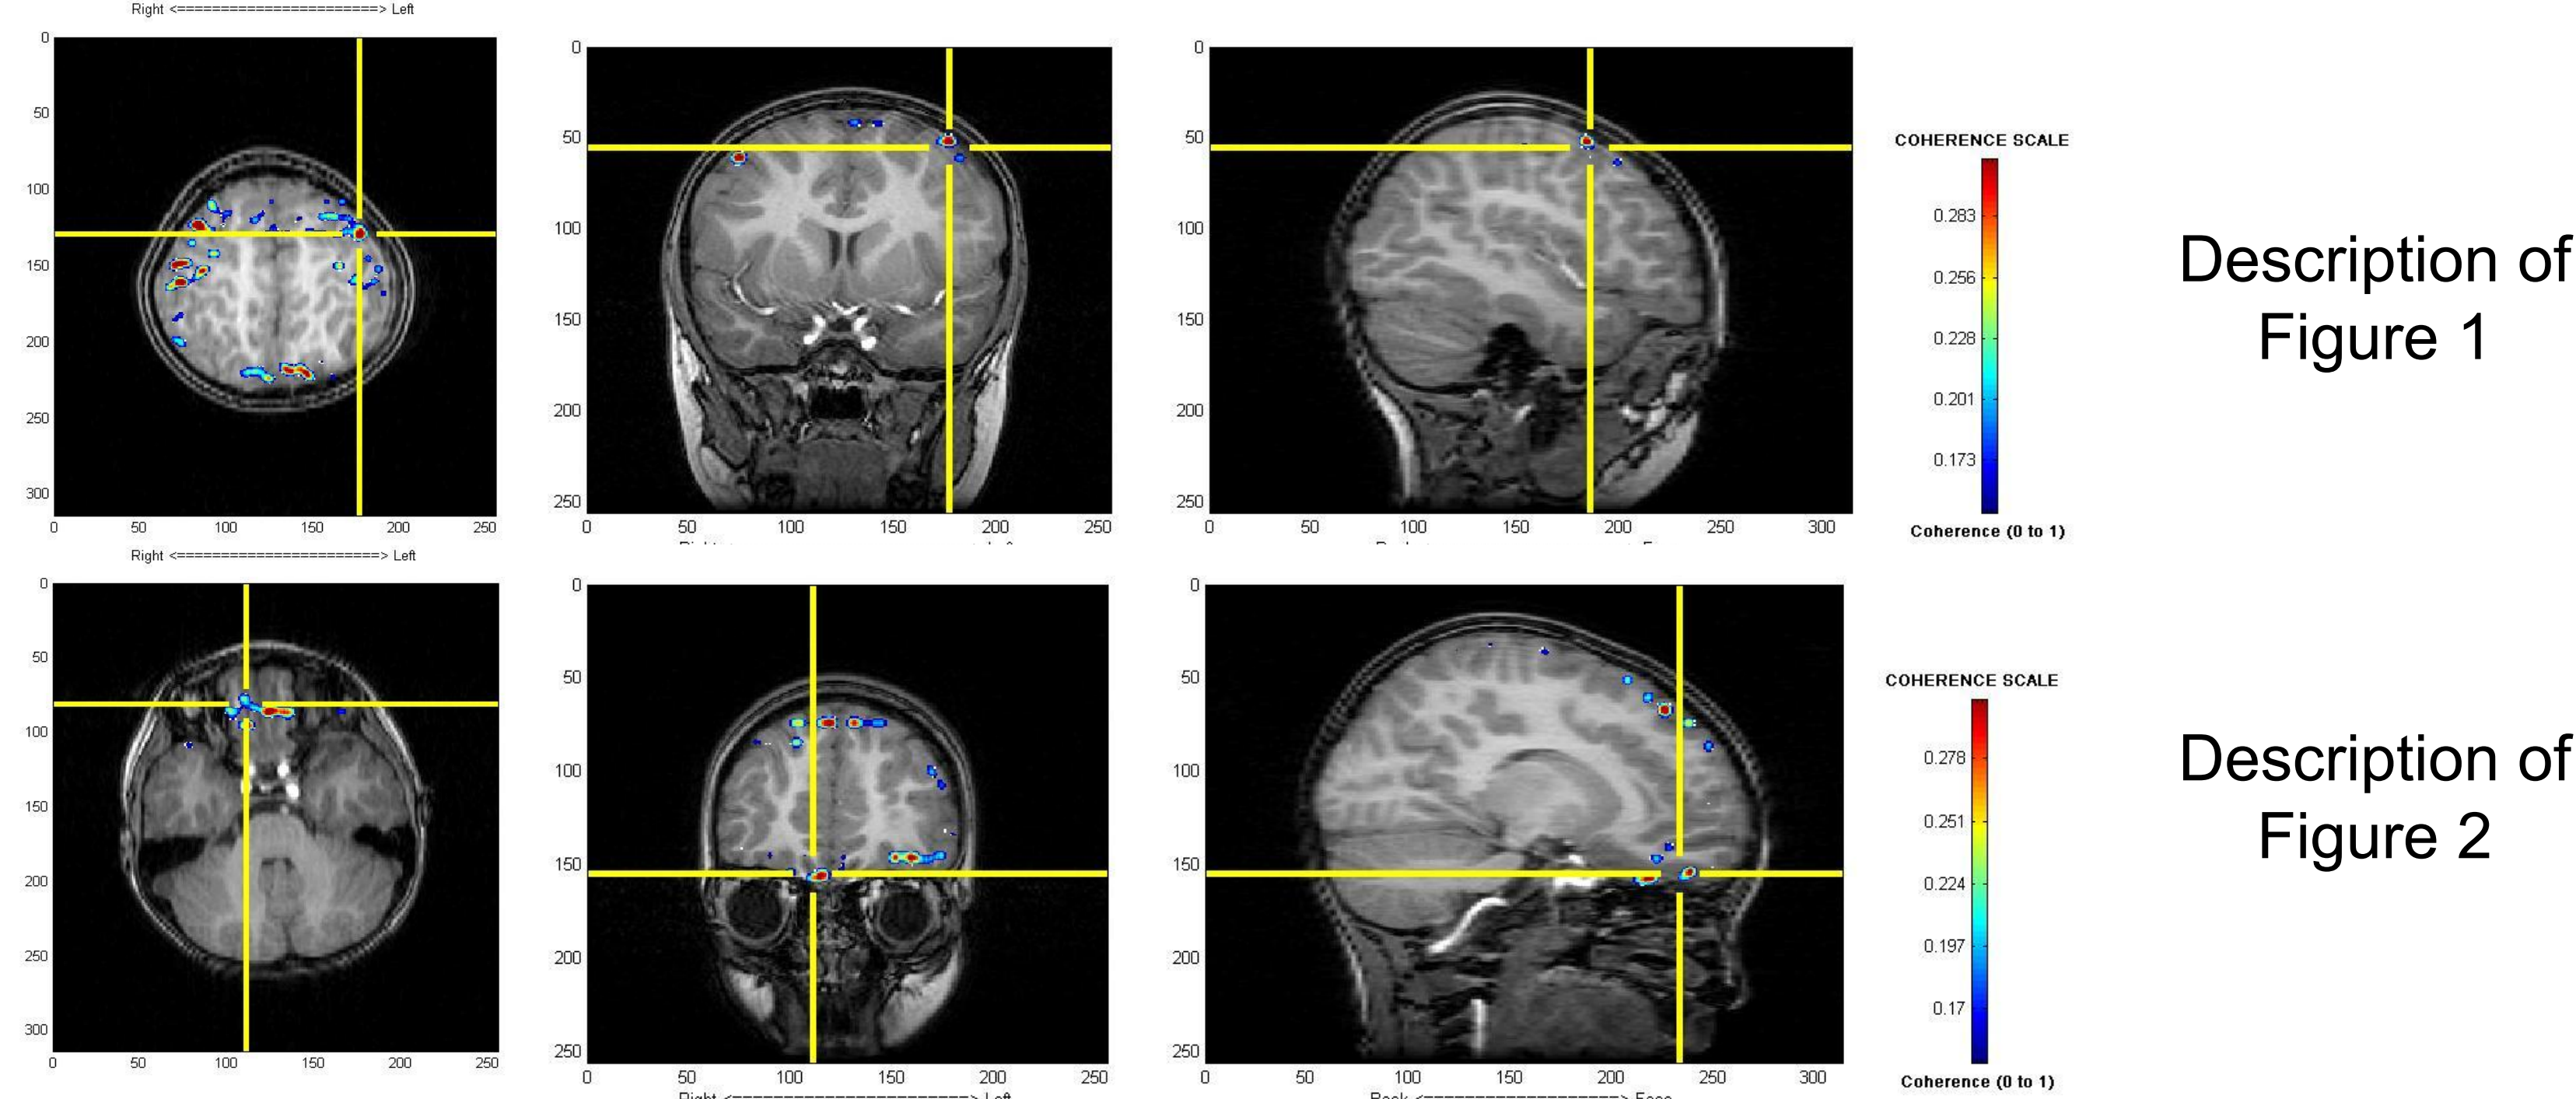 Right <=======================> Left
0
50
100
150
200
250
300
0 50 100 150 200 250
0
50
100
150
200
250
0 50 100 150 200 250
0
50
100
150
200
250
0 50 100 150 200 250 300
COHERENCE SCALE
0.283
0.256
0.228
0.201
0.173
Coherence (0 to 1)
Description of
Figure 1
Right <=======================> Left
0
50
100
150
200
250
300
0 50 100 150 200 250
0
50
100
150
200
250
0 50 100 150 200 250
Right <=======================> Left
0
50
100
150
200
250
0 50 100 150 200 250 300
Back <===================> Face
COHERENCE SCALE
0.278
0.251
0.224
0.197
0.17
Coherence (0 to 1)
Description of
Figure 2